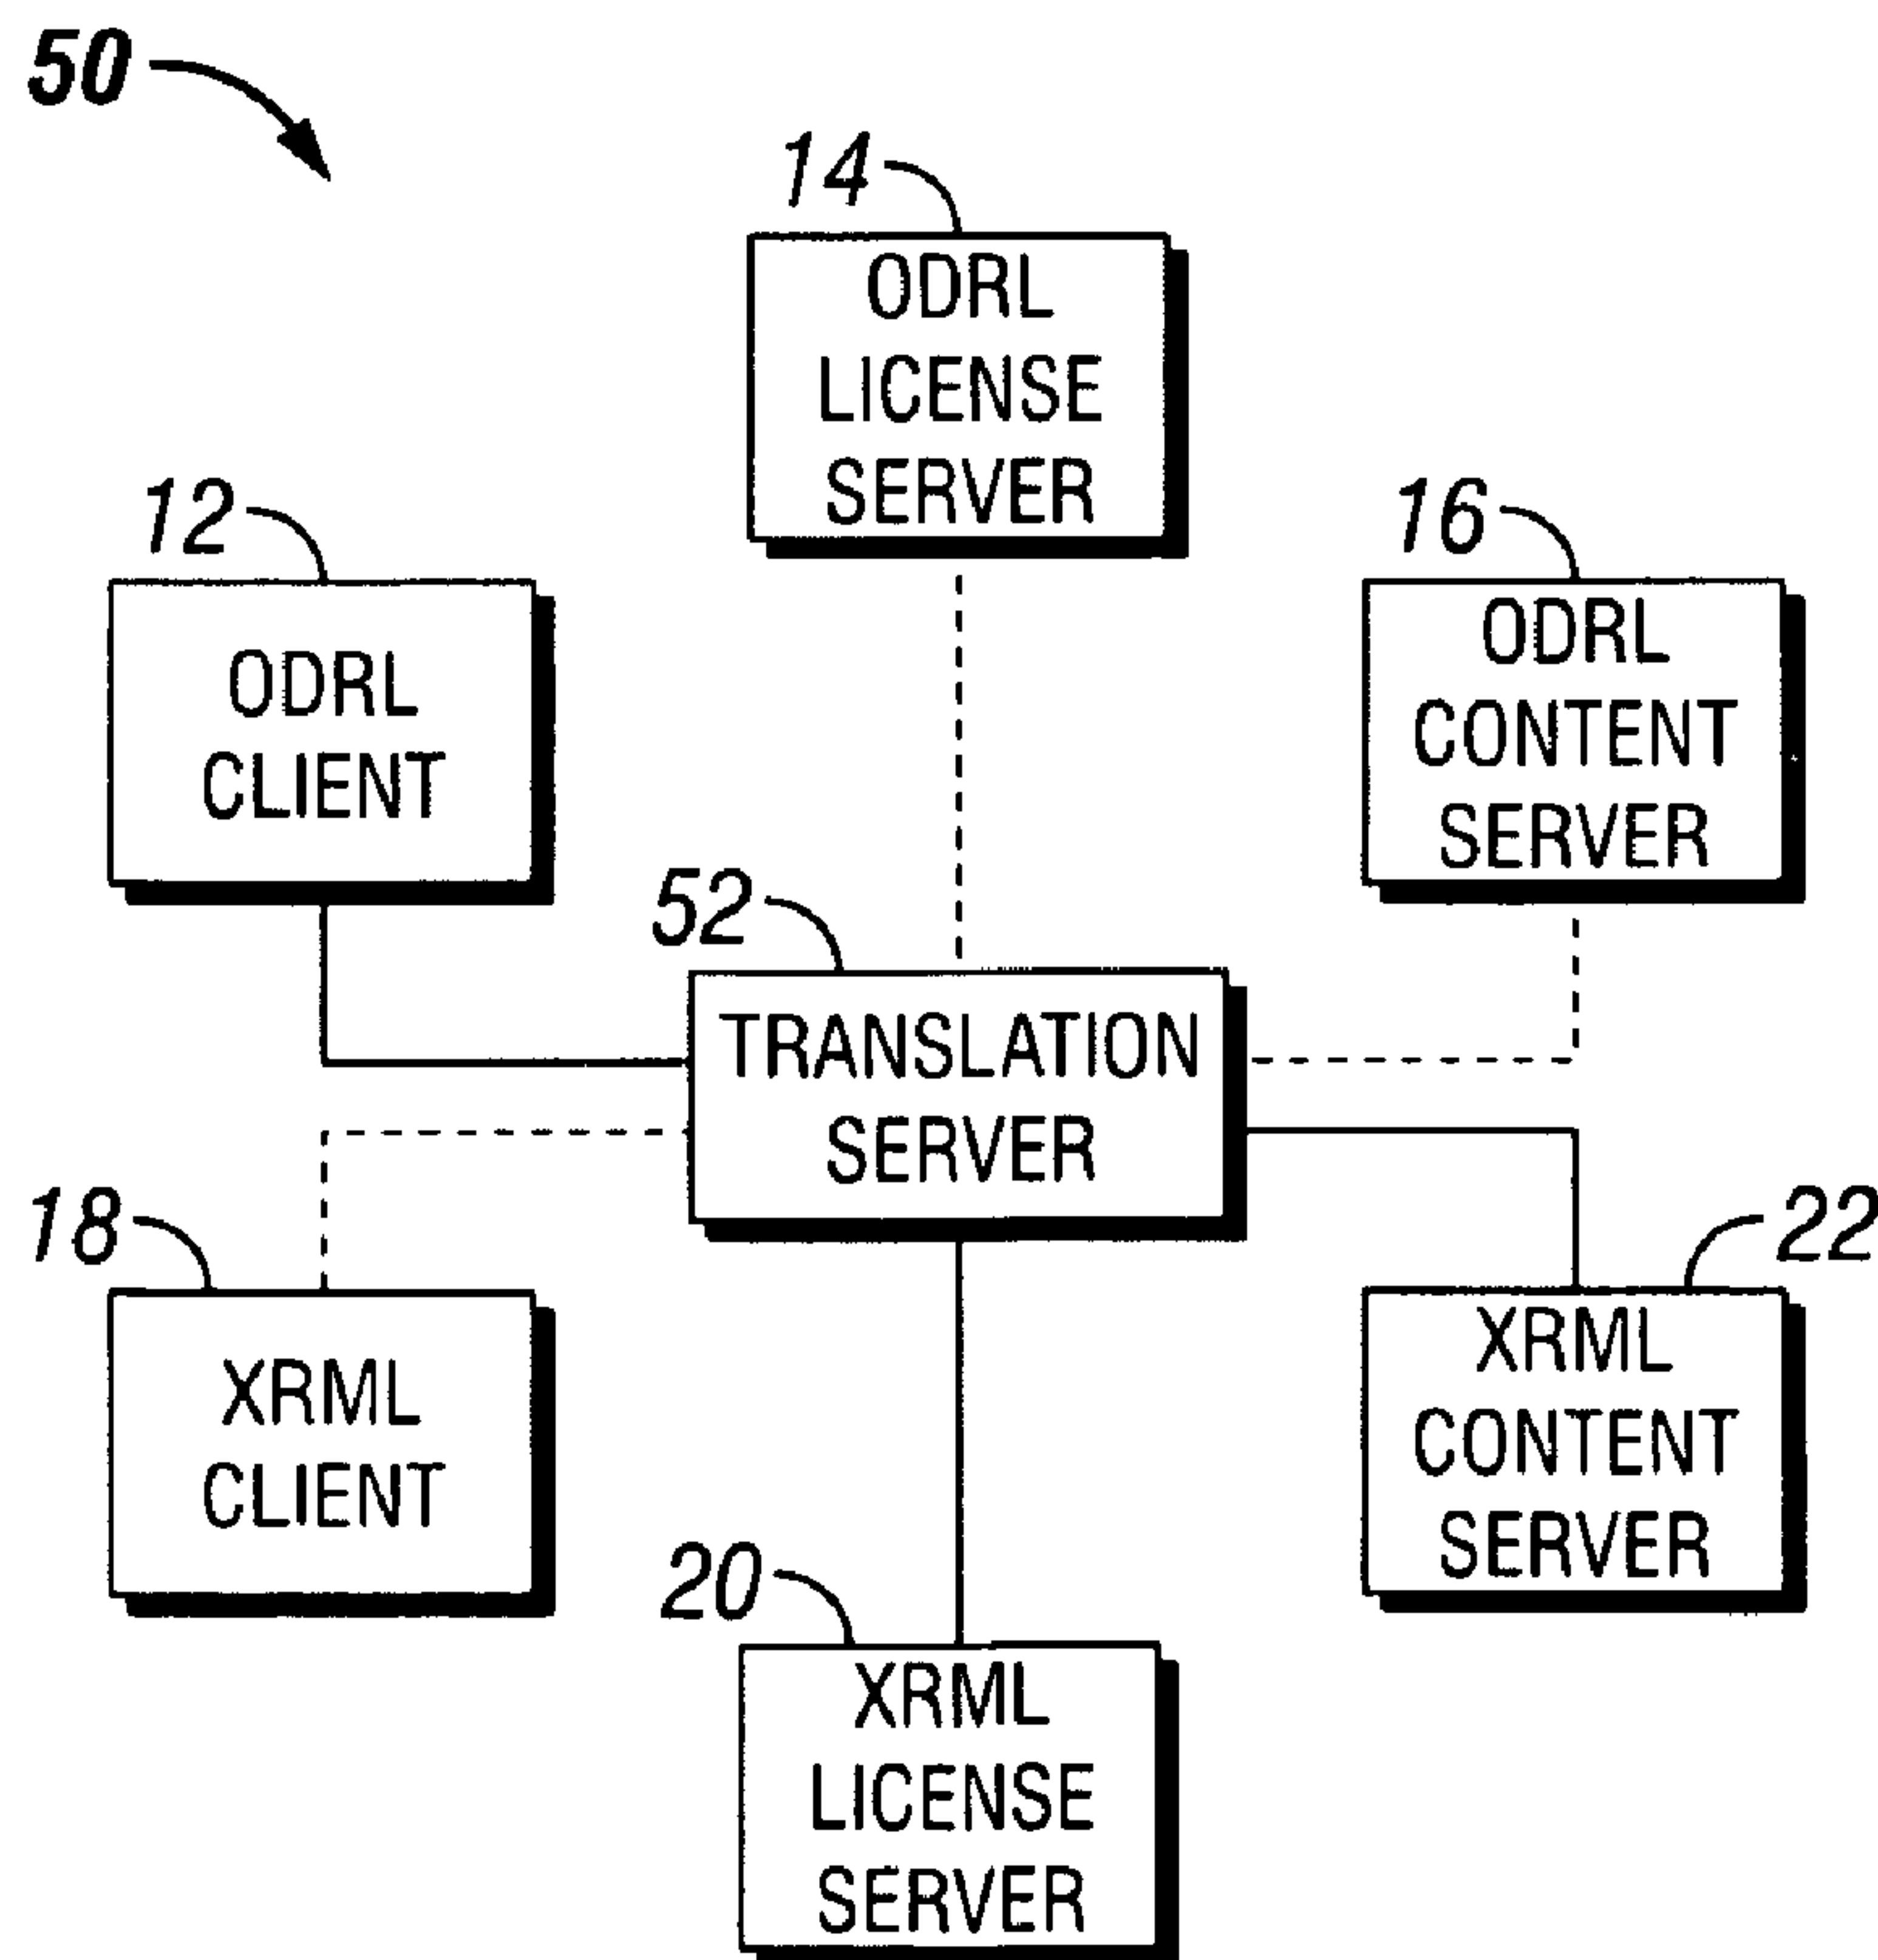 50
14
ODRL
LICENSE
SERVER
12
ODRL
CLIENT
16
ODRL
CONTENT
SERVER
52
TRANSLATION
SERVER
18
XRML
CLIENT
22
XRML
CONTENT
SERVER
20
XRML
LICENSE
SERVER